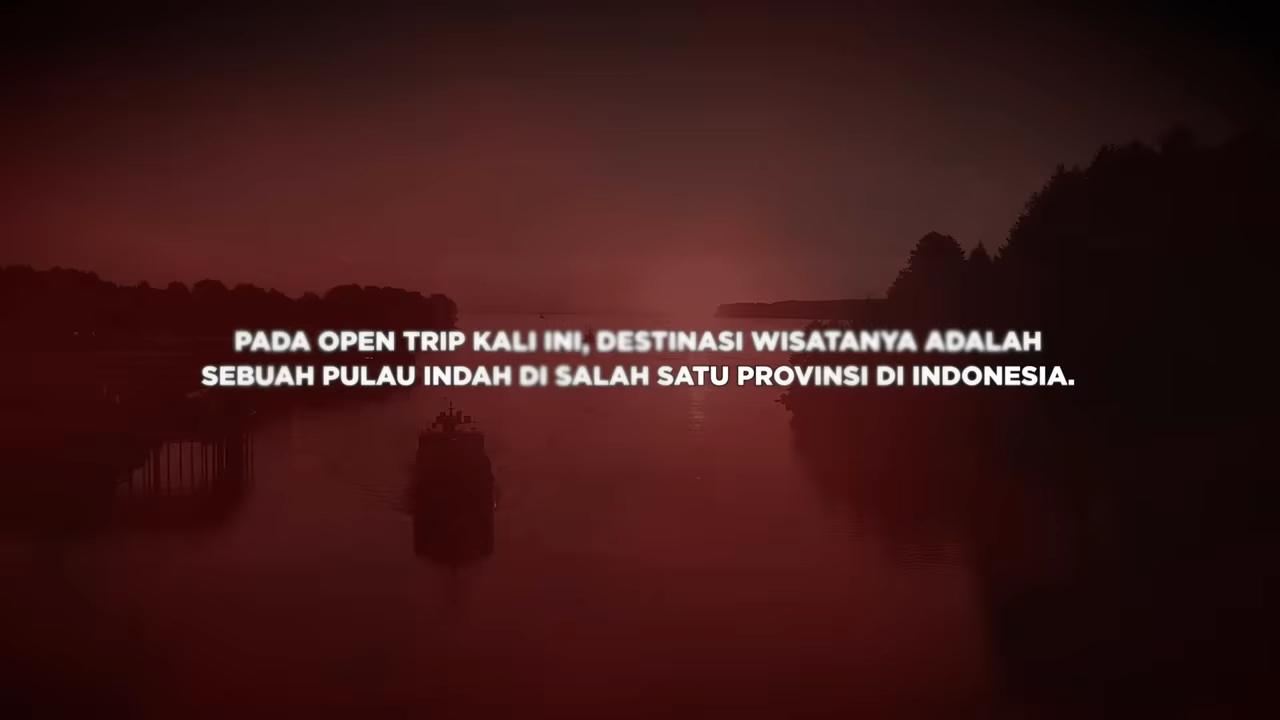 PADA OPEN TRIP KALI INI, DESTINASI WISATANYA ADALAH
SEBUAH PULAU INDAH DI SALAH SATU PROVINSI DI INDONESIA.